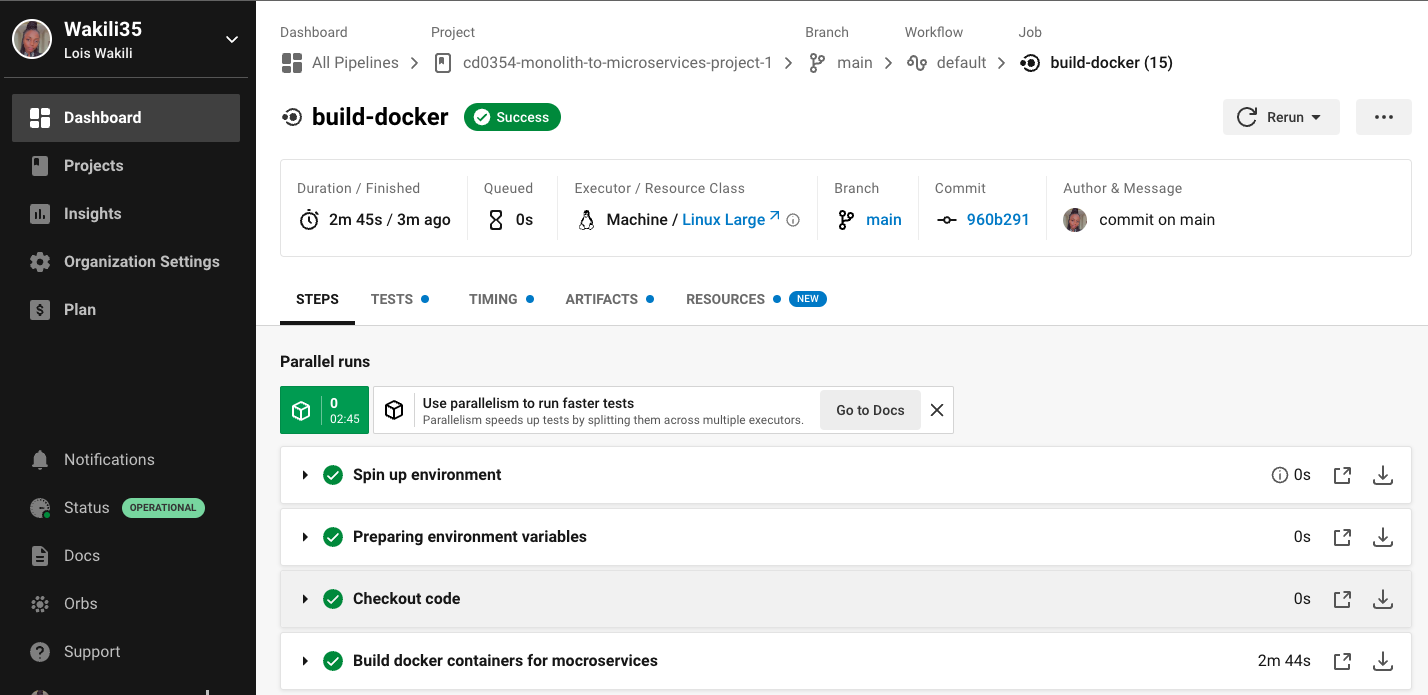 Wakili35
Lois Wakili
Dashboard
Projects
Insights
Organization Settings
$ Plan
Notifications
Status OPERATIONAL
Docs
Orbs
? Support
Dashboard Project Branch Workflow Job
All Pipelines cd0354-monolith-to-microservices-project-1 main default build-docker (15)
build-docker Success Rerun
Duration / Finished Queued Executor / Resource Class Branch Commit Author & Message
2m 45s / 3m ago 0s Machine / Linux Large main 960b291 commit on main
STEPS TESTS TIMING ARTIFACTS RESOURCES NEW
Parallel runs
0
02:45
Use parallelism to run faster tests
Parallelism speeds up tests by splitting them across multiple executors.
Go to Docs
Spin up environment 0s
Preparing environment variables 0s
Checkout code 0s
Build docker containers for mocroservices 2m 44s